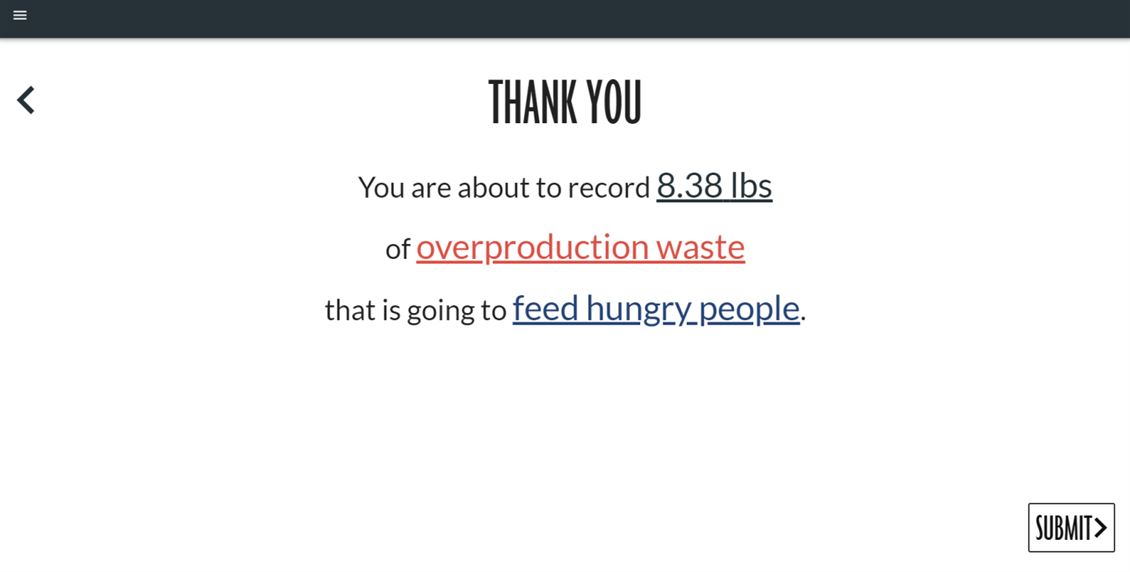 THANK YOU
You are about to record 8.38 lbs
of overproduction waste
that is going to feed hungry people.
SUBMIT